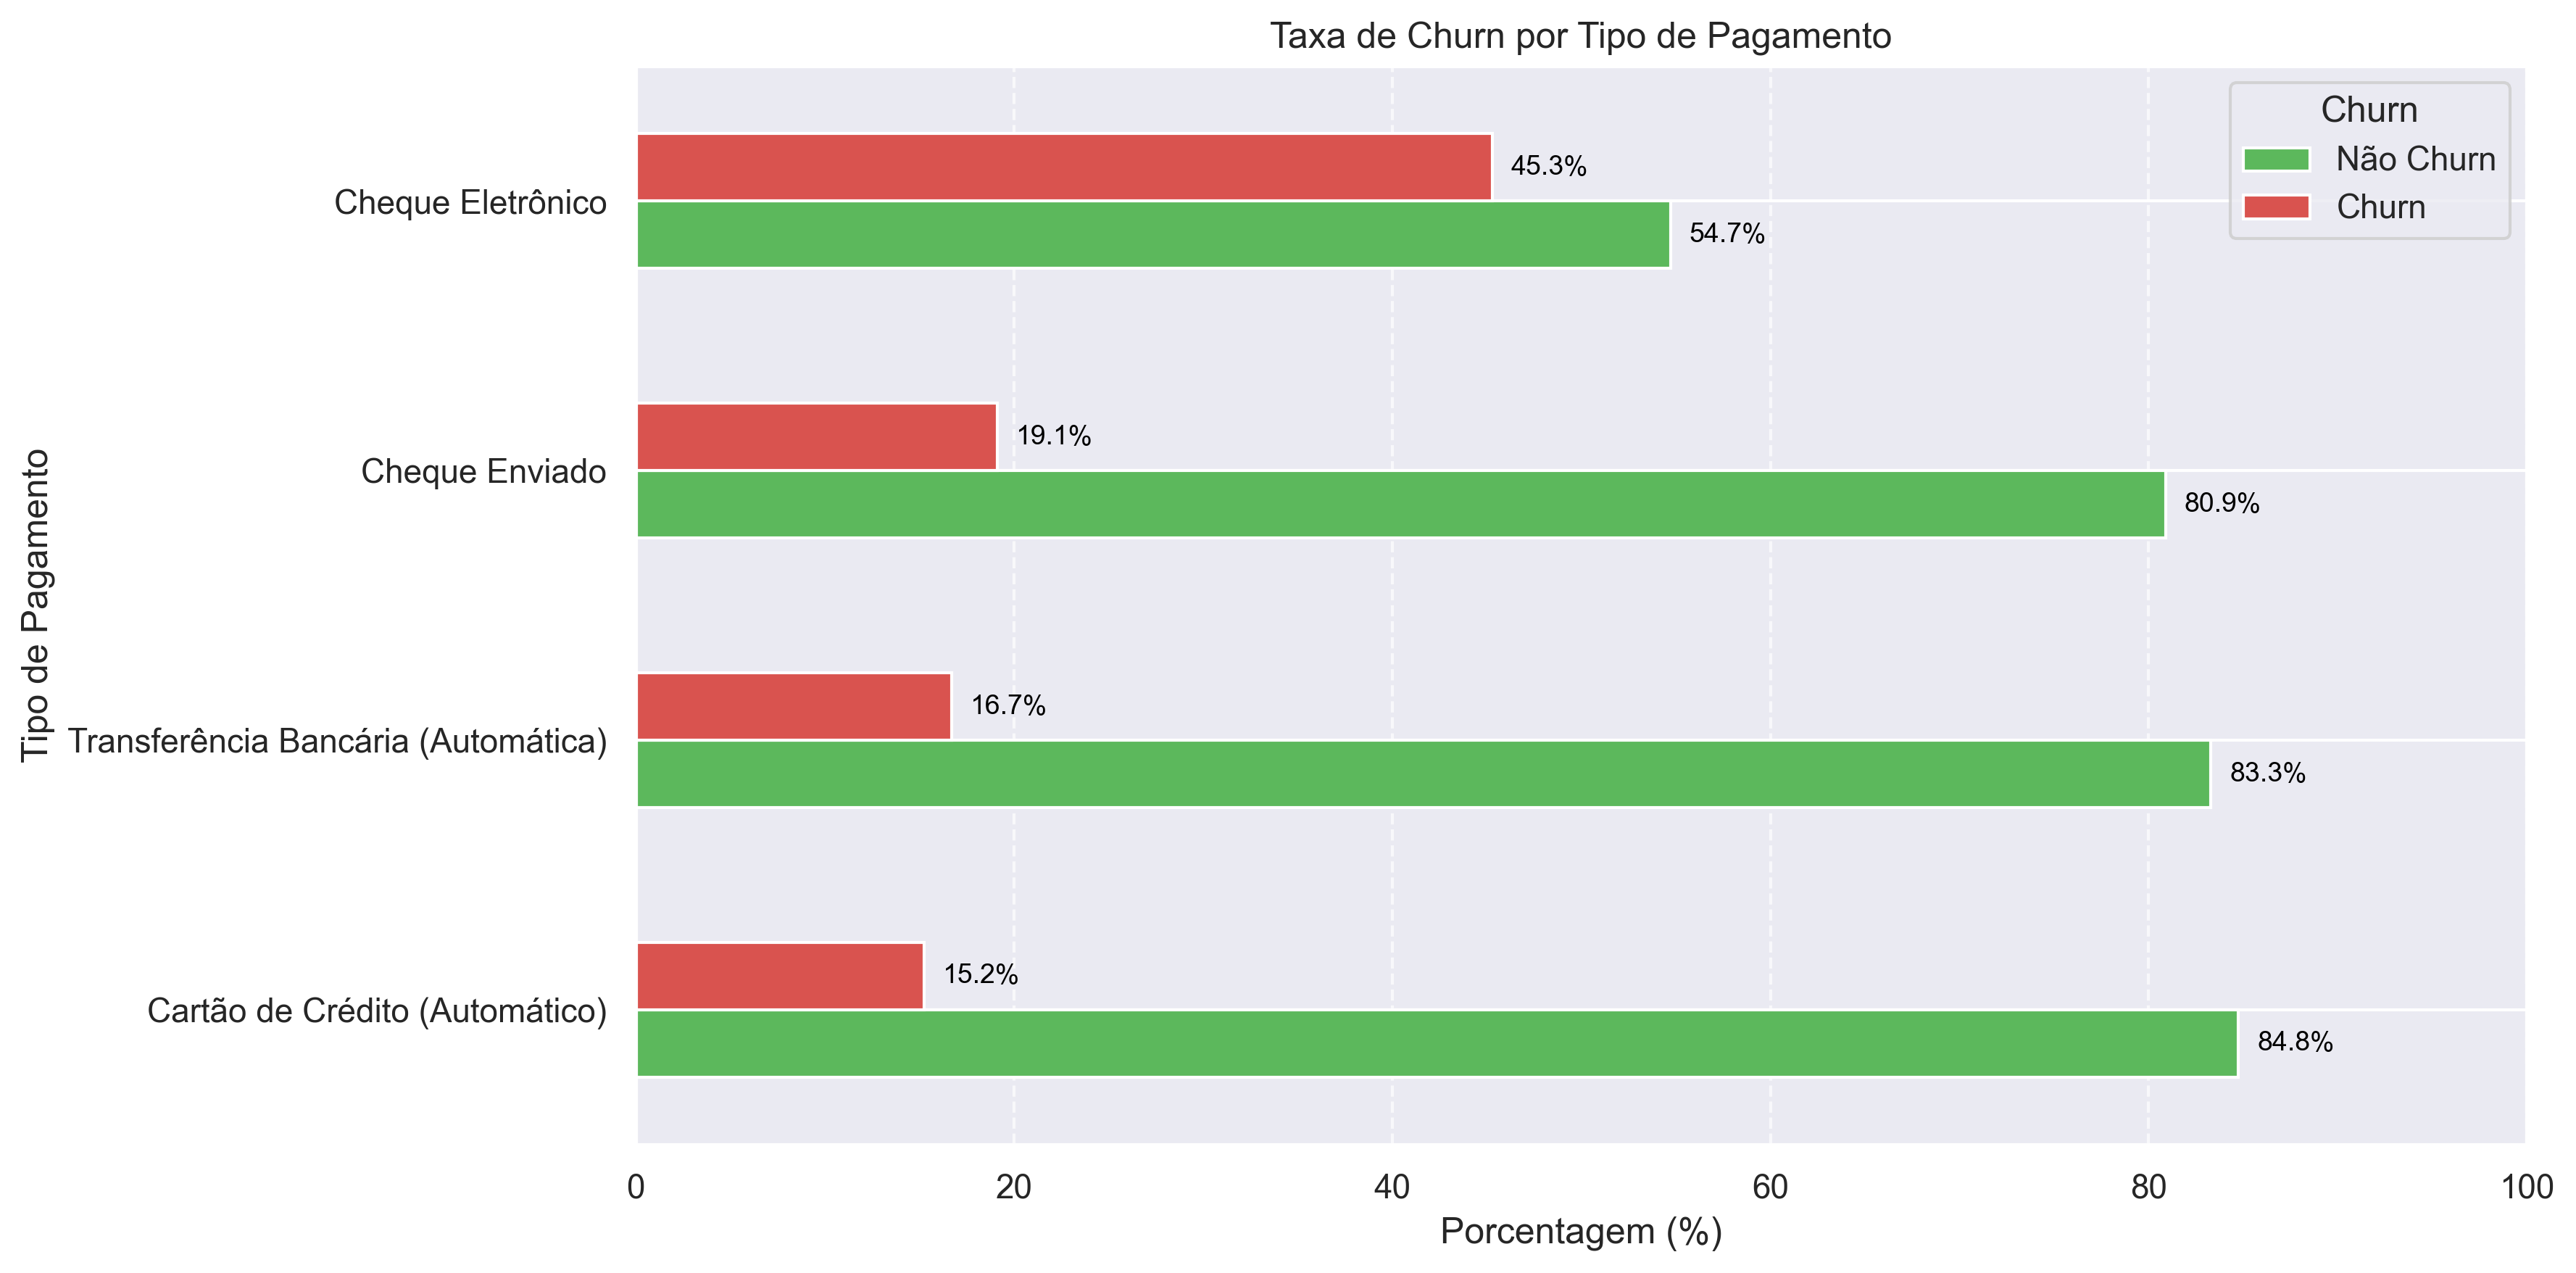 Taxa de Churn por Tipo de Pagamento
Churn
Não Churn
Churn
Tipo de Pagamento
Cheque Eletrônico
45.3%
54.7%
Cheque Enviado
19.1%
80.9%
Transferência Bancária (Automática)
16.7%
83.3%
Cartão de Crédito (Automático)
15.2%
84.8%
0 20 40 60 80 100
Porcentagem (%)